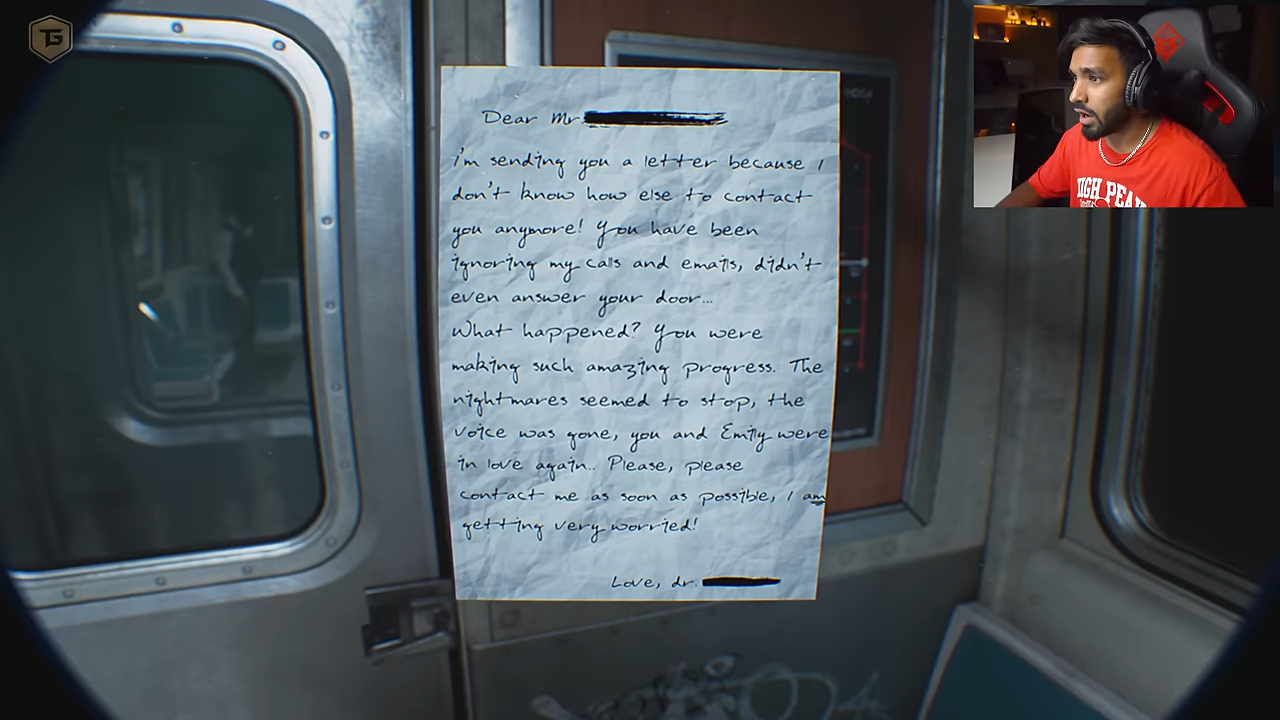 TG
Dear Mr.
i'm sending you a letter because I
don't know how else to contact
you anymore! You have been
ignoring my calls and emails, didn't
even answer your door...
What happened? You were
making such amazing progress. The
nightmares seemed to stop, the
voice was gone, you and Emily were
in love again.. Please, please
contact me as soon as possible, I am
getting very worried!
Love, dr.
HIGH PEAK